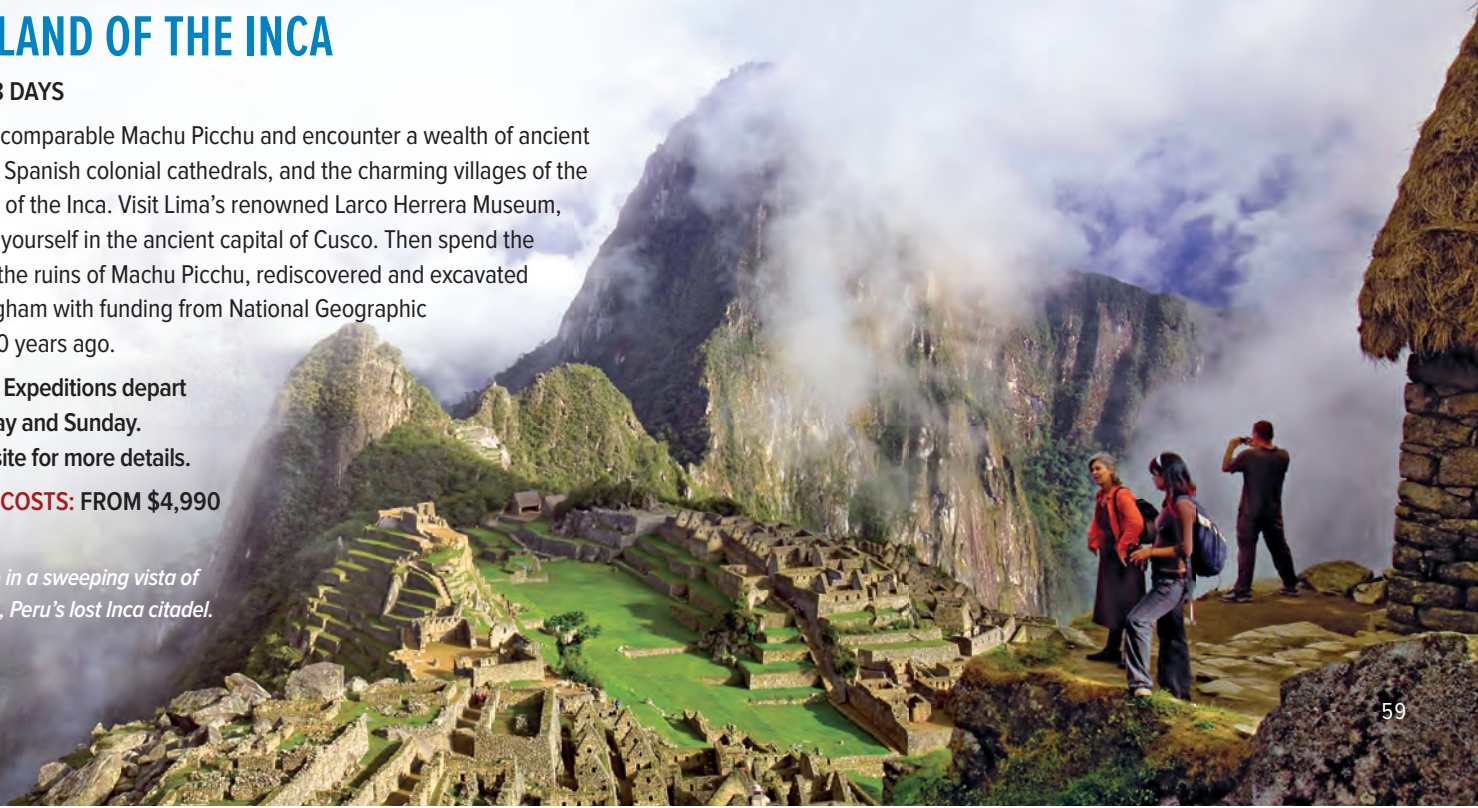 LAND OF THE INCA
8 DAYS
comparable Machu Picchu and encounter a wealth of ancient
Spanish colonial cathedrals, and the charming villages of the
of the Inca. Visit Lima’s renowned Larco Herrera Museum,
yourself in the ancient capital of Cusco. Then spend the
the ruins of Machu Picchu, rediscovered and excavated
gham with funding from National Geographic
0 years ago.
Expeditions depart
ay and Sunday.
site for more details.
COSTS: FROM $4,990
in a sweeping vista of
, Peru’s lost Inca citadel.
59